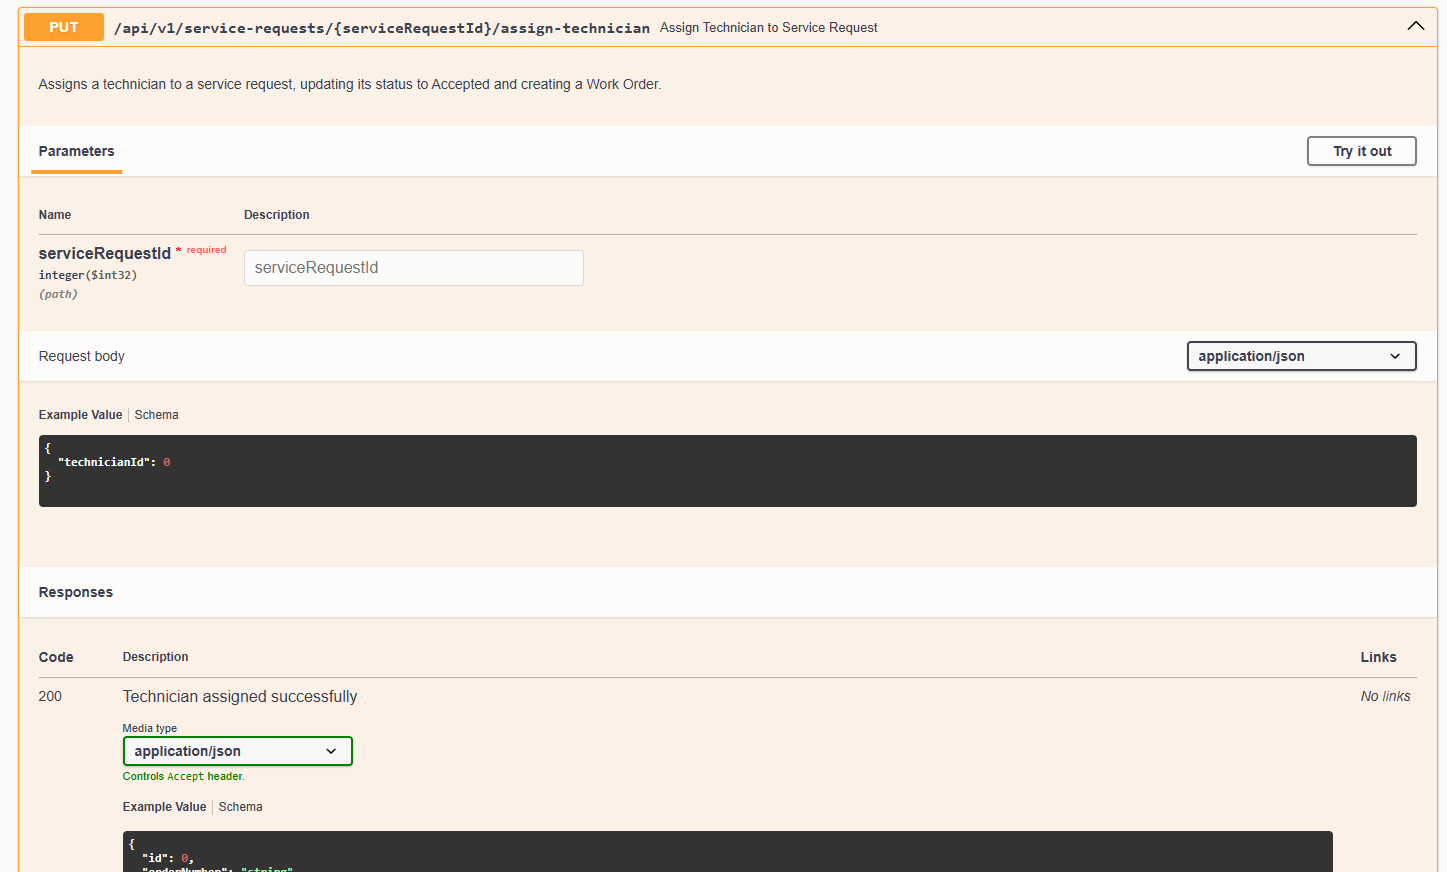 PUT /api/v1/service-requests/{serviceRequestId}/assign-technician Assign Technician to Service Request
Assigns a technician to a service request, updating its status to Accepted and creating a Work Order.
Parameters Try it out
Name Description
serviceRequestId * required
integer($int32)
(path)
serviceRequestId
Request body application/json
Example Value Schema
{
"technicianId": 0
}
Responses
Code Description Links
200 Technician assigned successfully No links
Media type
application/json
Controls Accept header.
Example Value Schema
{
"id": 0,
"orderNumber": "string"